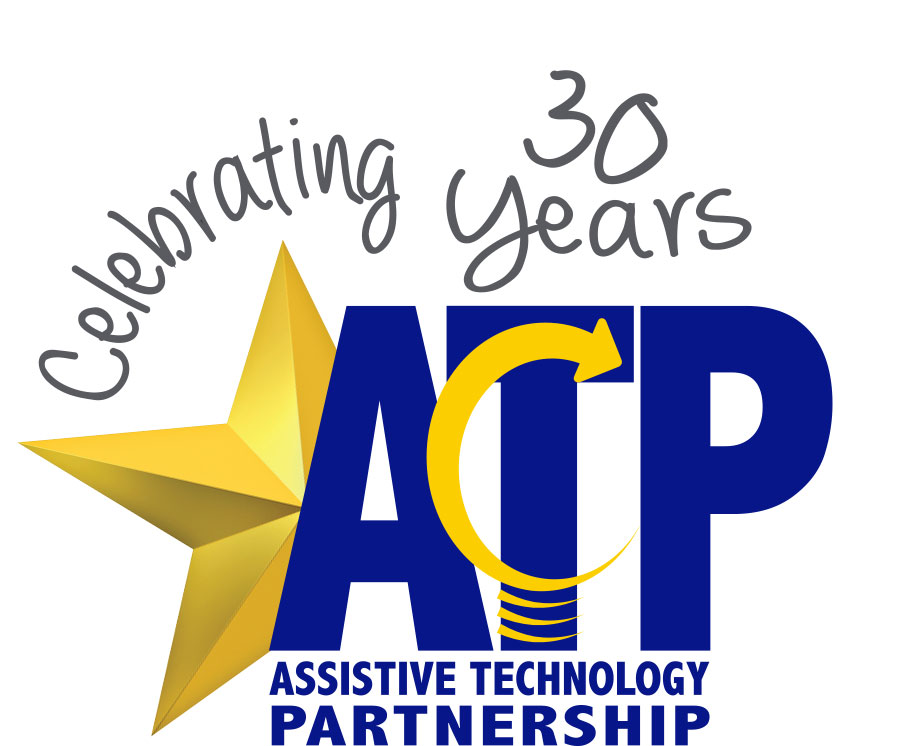 Celebrating 30 Years
ATP
ASSISTIVE TECHNOLOGY
PARTNERSHIP